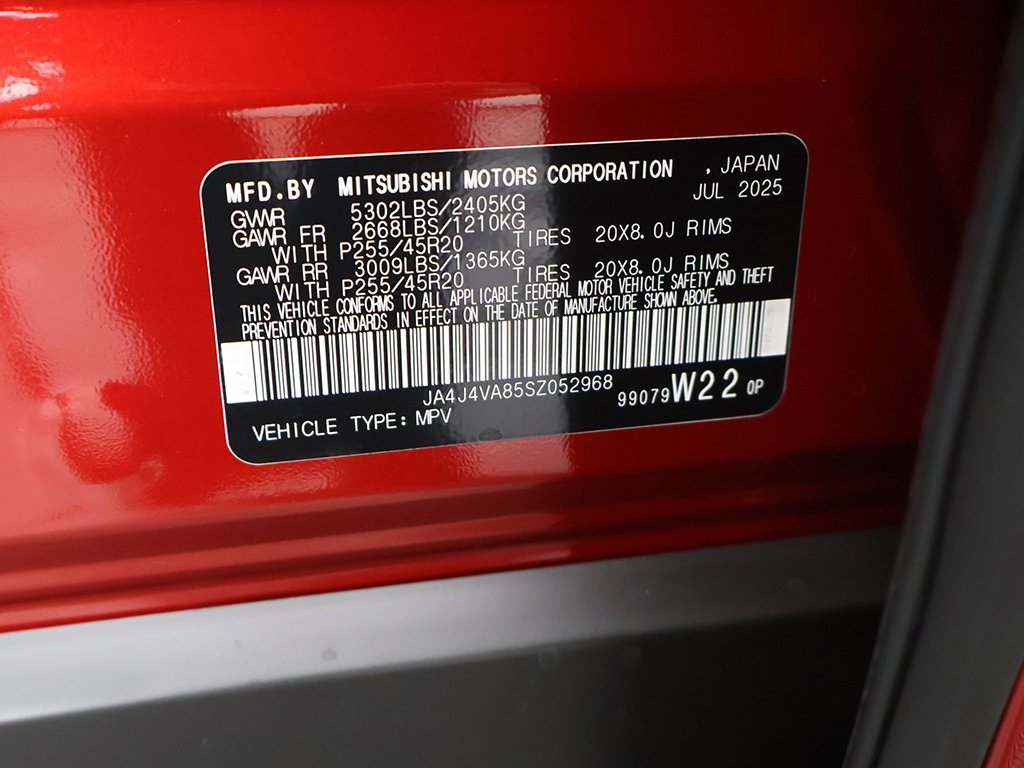 MFD.BY MITSUBISHI MOTORS CORPORATION , JAPAN
JUL 2025
GVWR 5302LBS/2405KG
GAWR FR 2668LBS/1210KG
WITH P255/45R20 TIRES 20X8.0J RIMS
GAWR RR 3009LBS/1365KG
WITH P255/45R20 TIRES 20X8.0J RIMS
THIS VEHICLE CONFORMS TO ALL APPLICABLE FEDERAL MOTOR VEHICLE SAFETY AND THEFT
PREVENTION STANDARDS IN EFFECT ON THE DATE OF MANUFACTURE SHOWN ABOVE.
JA4J4VA85SZ052968
99079 W22 0P
VEHICLE TYPE: MPV